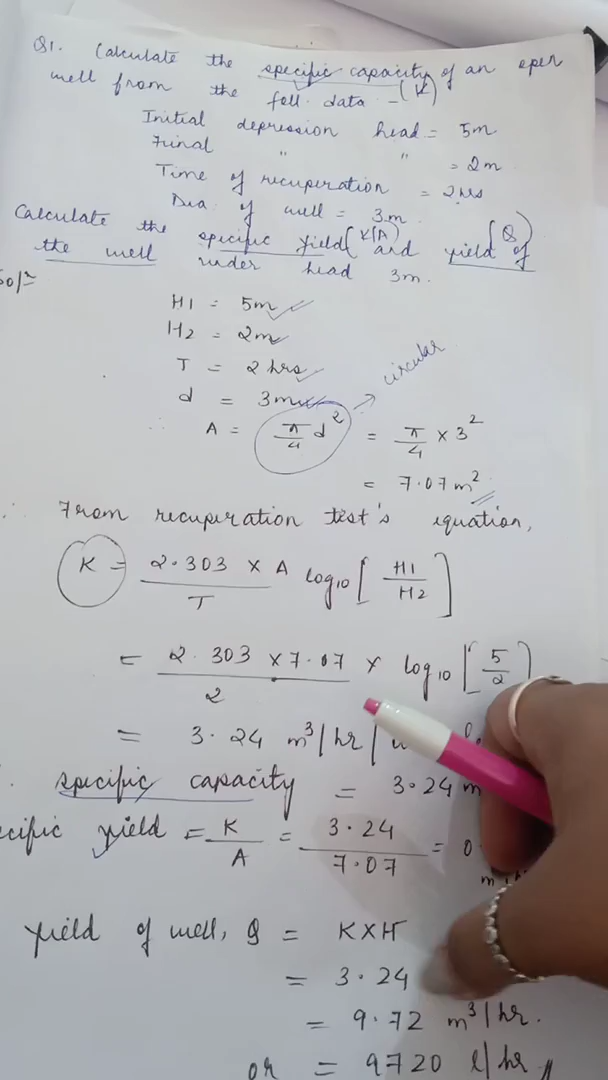 Q1. Calculate the specific capacity of an open
well from the foll. data - (K)
Initial depression head = 5m
Final " " = 2m
Time of recuperation = 2 hrs
Dia. of well = 3m.
Calculate the specific yield (K/A) and yield of (Q)
the well under head 3m.
Sol:-
H1 = 5m
H2 = 2m
T = 2 hrs
d = 3m
∴ A = π/4 d² = π/4 × 3²
circular
= 7.07 m²
∴ From recuperation test's equation,
K = 2.303 × A / T log10 [H1/H2]
= 2.303 × 7.07 / 2 × log10 [5/2]
= 3.24 m³/hr/
specific capacity = 3.24 m
yield = K/A = 3.24/7.07 = 0
yield of well, Q = K×H
= 3.24
= 9.72 m³/hr.
or = 9720 l/hr